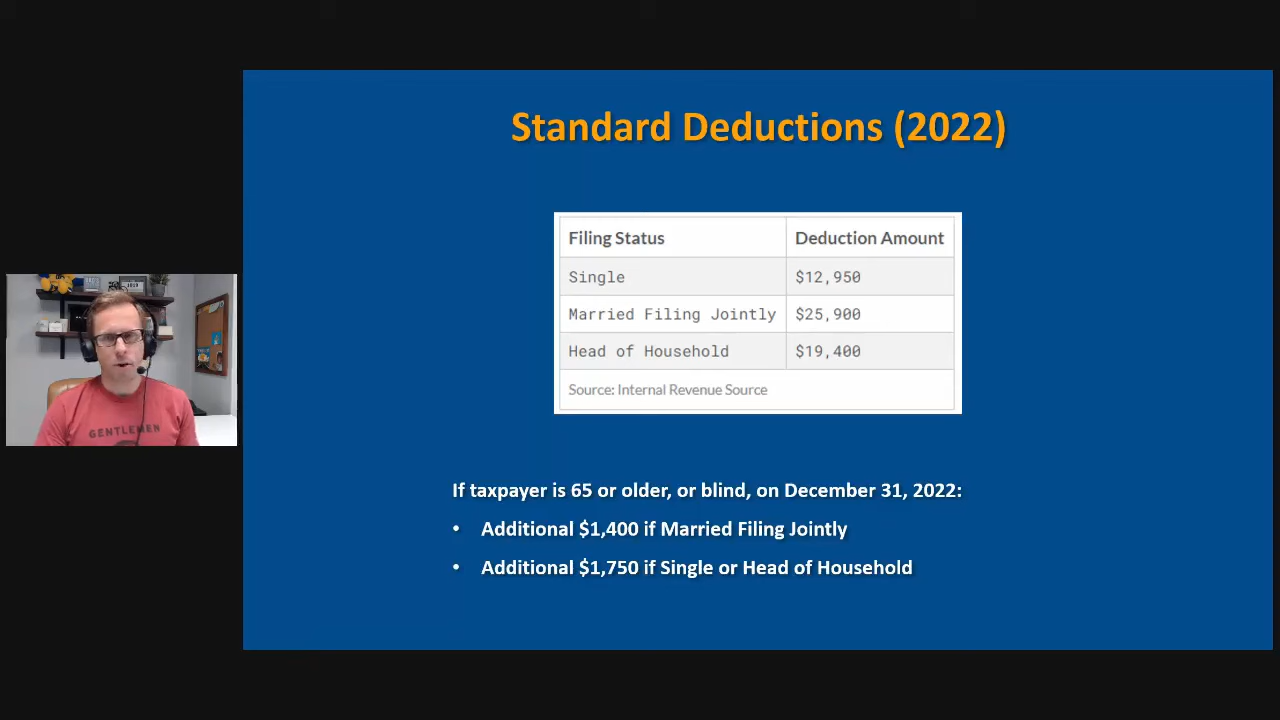 Standard Deductions (2022)
Filing Status Deduction Amount
Single $12,950
Married Filing Jointly $25,900
Head of Household $19,400
Source: Internal Revenue Source
If taxpayer is 65 or older, or blind, on December 31, 2022:
• Additional $1,400 if Married Filing Jointly
• Additional $1,750 if Single or Head of Household
GENTLEMEN